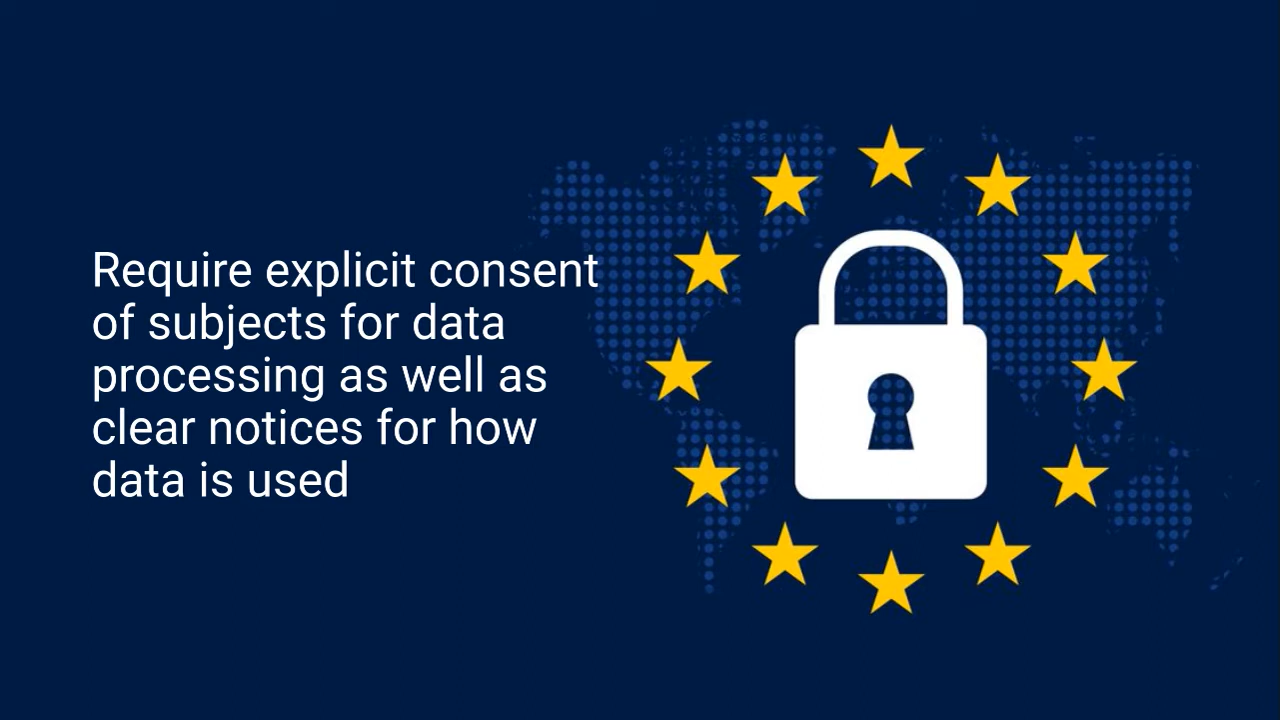 Require explicit consent
of subjects for data
processing as well as
clear notices for how
data is used